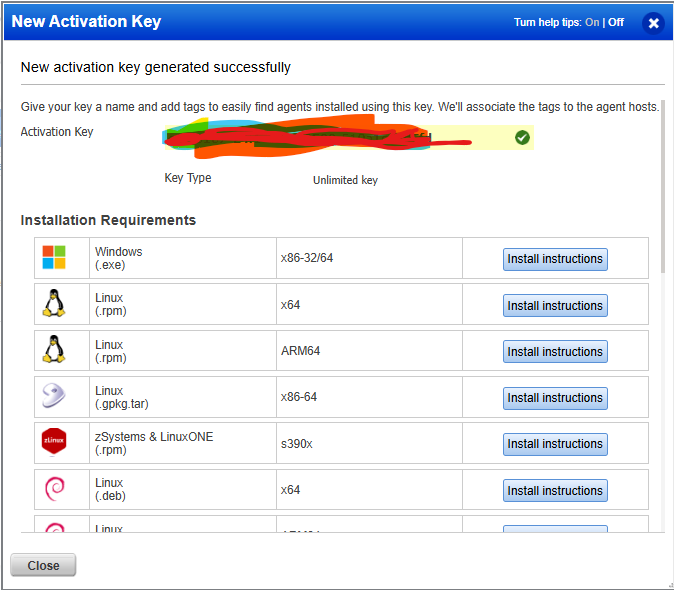 New Activation Key
Turn help tips: On | Off
New activation key generated successfully
Give your key a name and add tags to easily find agents installed using this key. We'll associate the tags to the agent hosts.
Activation Key
Key Type
Unlimited key
Installation Requirements
Windows
(.exe)
x86-32/64
Install instructions
Linux
(.rpm)
x64
Install instructions
Linux
(.rpm)
ARM64
Install instructions
Linux
(.gpkg.tar)
x86-64
Install instructions
zLinux
zSystems & LinuxONE
(.rpm)
s390x
Install instructions
Linux
(.deb)
x64
Install instructions
Linux
Close